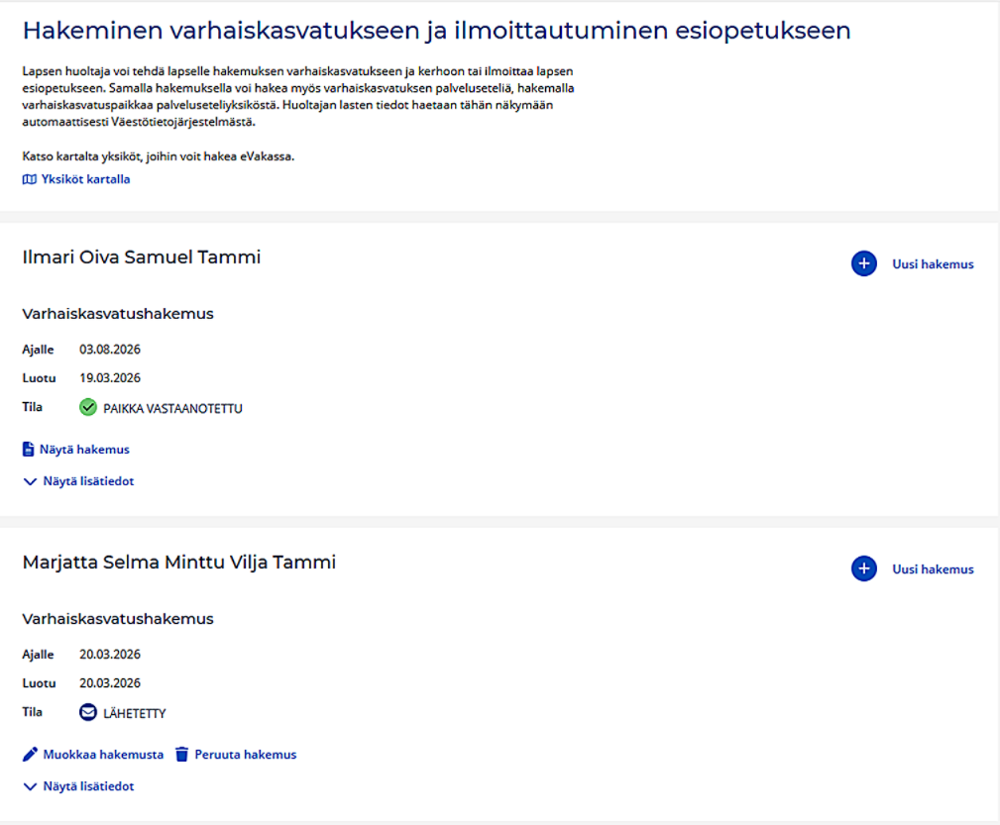 Hakeminen varhaiskasvatukseen ja ilmoittautuminen esiopetukseen
Lapsen huoltaja voi tehdä lapselle hakemuksen varhaiskasvatukseen ja kerhoon tai ilmoittaa lapsen
esiopetukseen. Samalla hakemuksella voi hakea myös varhaiskasvatuksen palveluseteliä, hakemalla
varhaiskasvatuspaikkaa palveluseteliyksiköstä. Huoltajan lasten tiedot haetaan tähän näkymään
automaattisesti Väestötietojärjestelmästä.
Katso kartalta yksiköt, joihin voit hakea eVakassa.
Yksiköt kartalla
Ilmari Oiva Samuel Tammi
Uusi hakemus
Varhaiskasvatushakemus
Ajalle 03.08.2026
Luotu 19.03.2026
Tila PAIKKA VASTAANOTETTU
Näytä hakemus
Näytä lisätiedot
Marjatta Selma Minttu Vilja Tammi
Uusi hakemus
Varhaiskasvatushakemus
Ajalle 20.03.2026
Luotu 20.03.2026
Tila LÄHETETTY
Muokkaa hakemusta Peruuta hakemus
Näytä lisätiedot